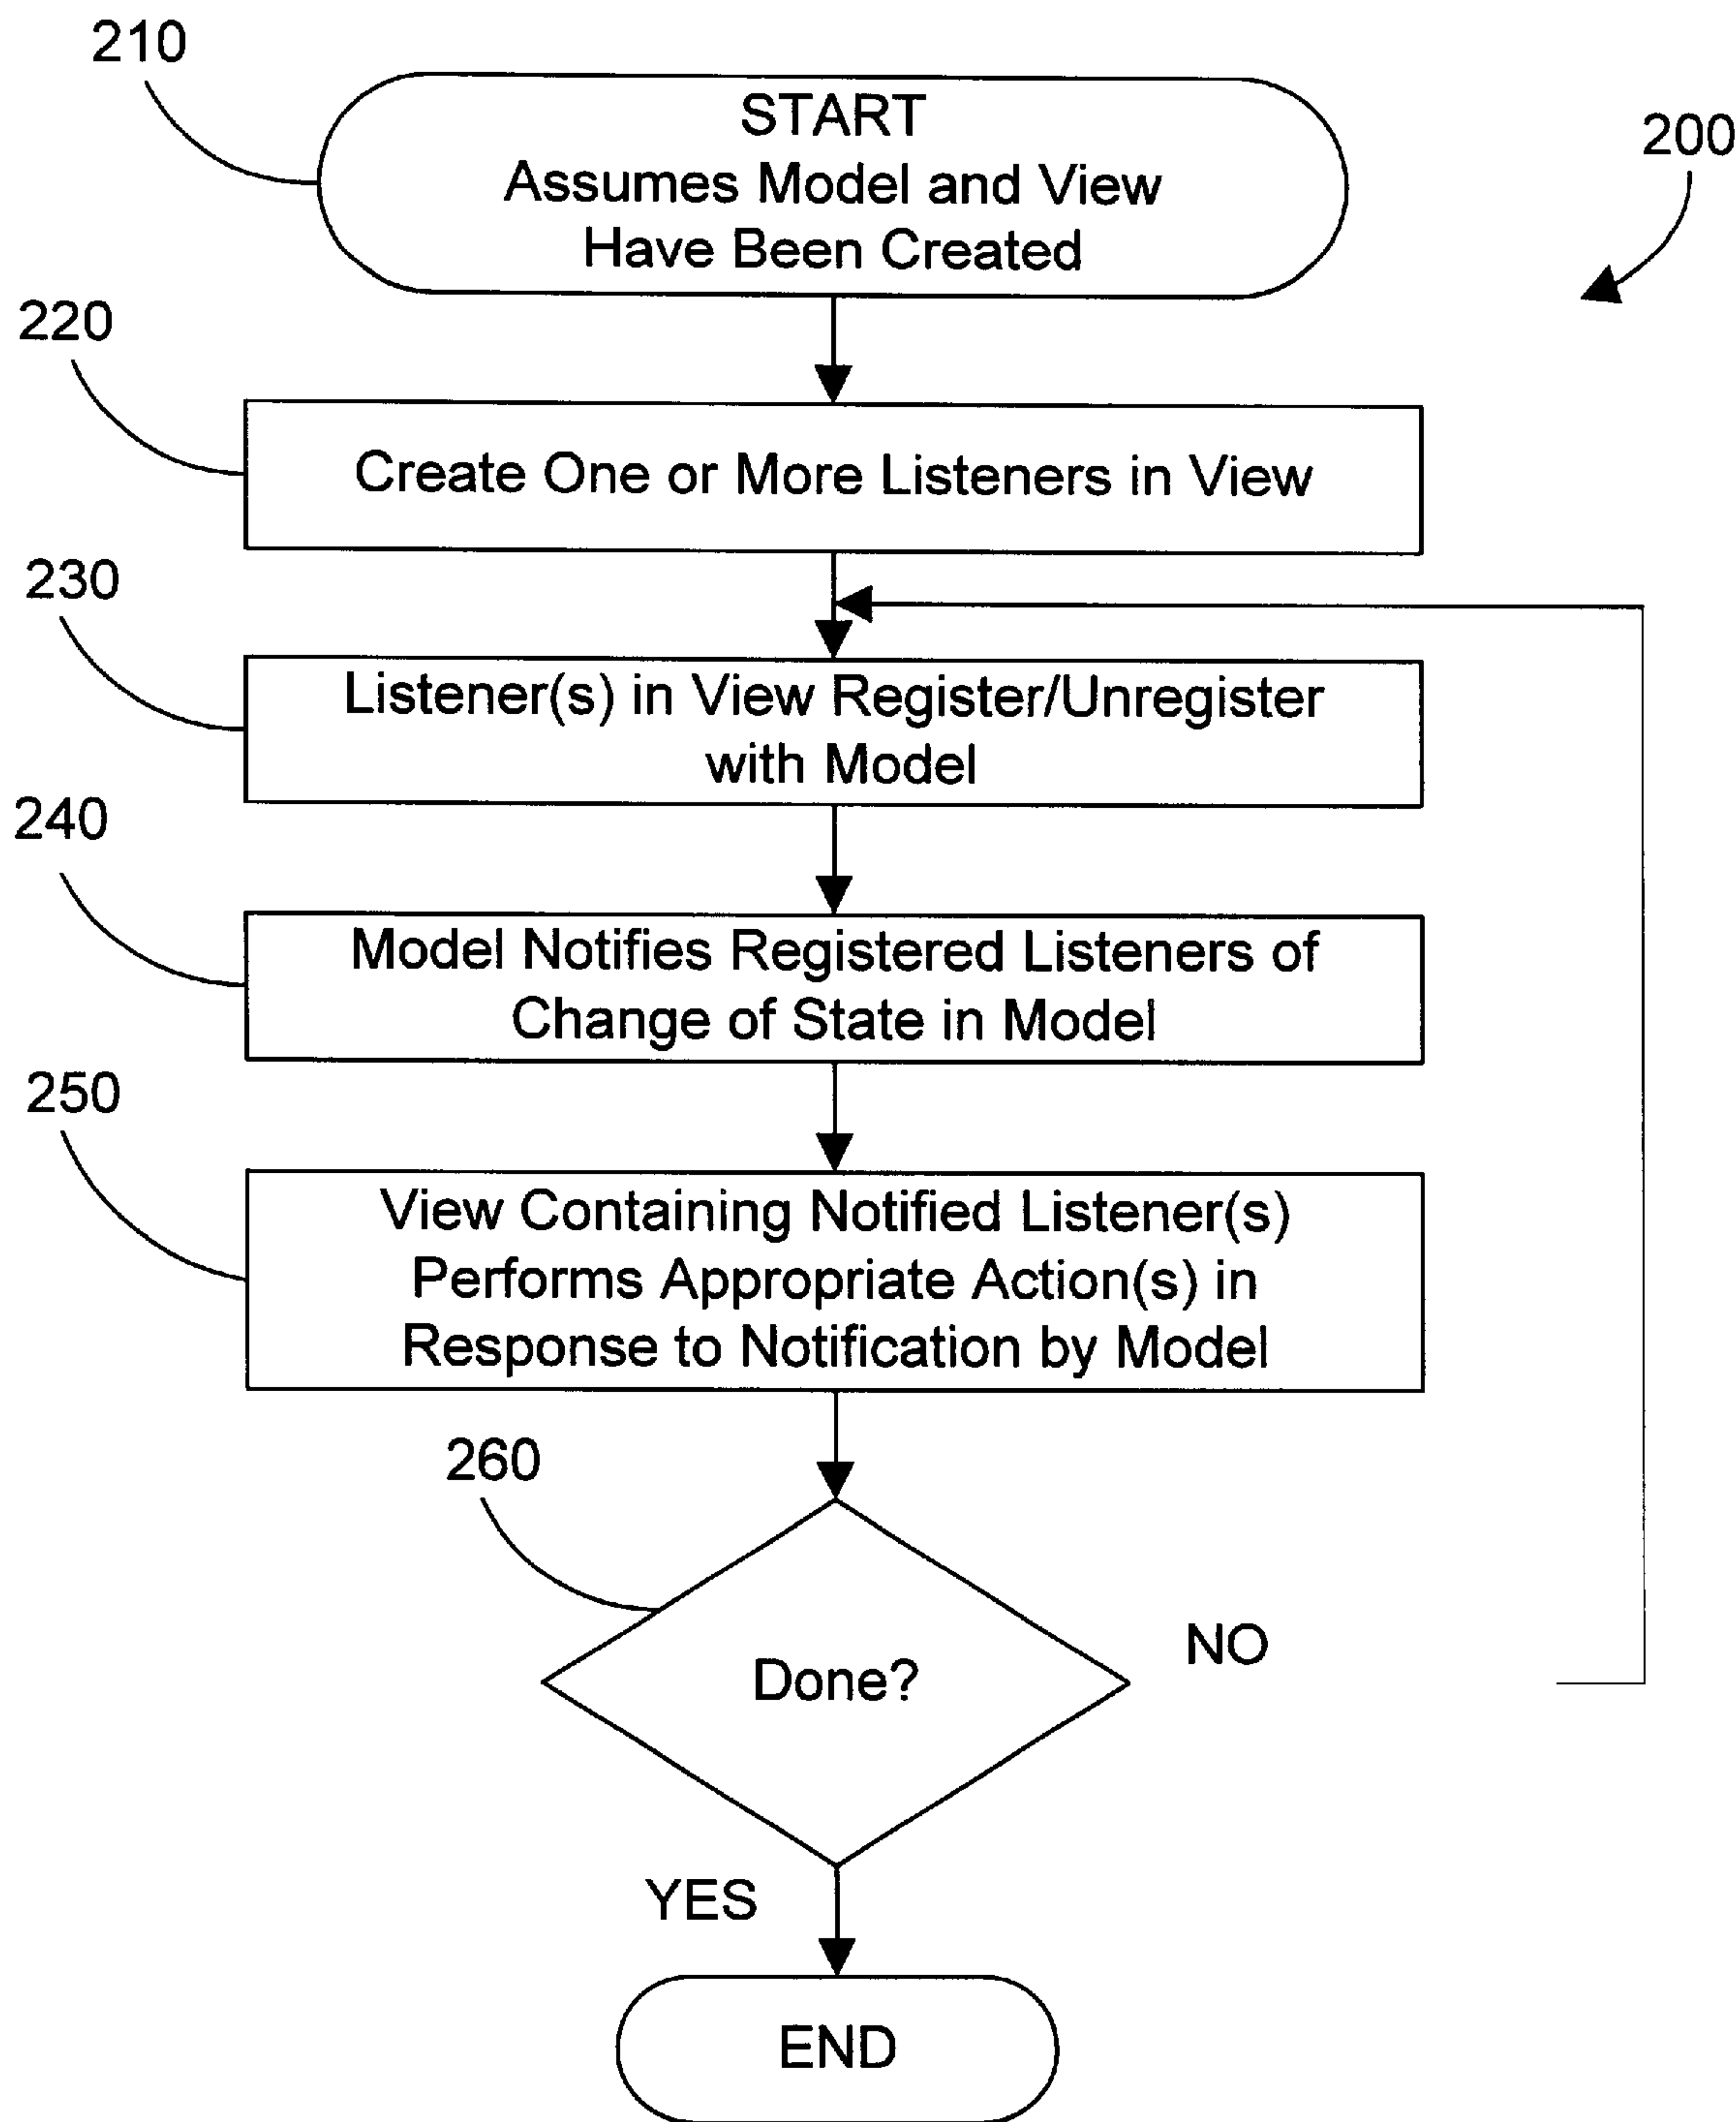 210
START
Assumes Model and View
Have Been Created
200
220
Create One or More Listeners in View
230
Listener(s) in View Register/Unregister
with Model
240
Model Notifies Registered Listeners of
Change of State in Model
250
View Containing Notified Listener(s)
Performs Appropriate Action(s) in
Response to Notification by Model
260
Done?
NO
YES
END